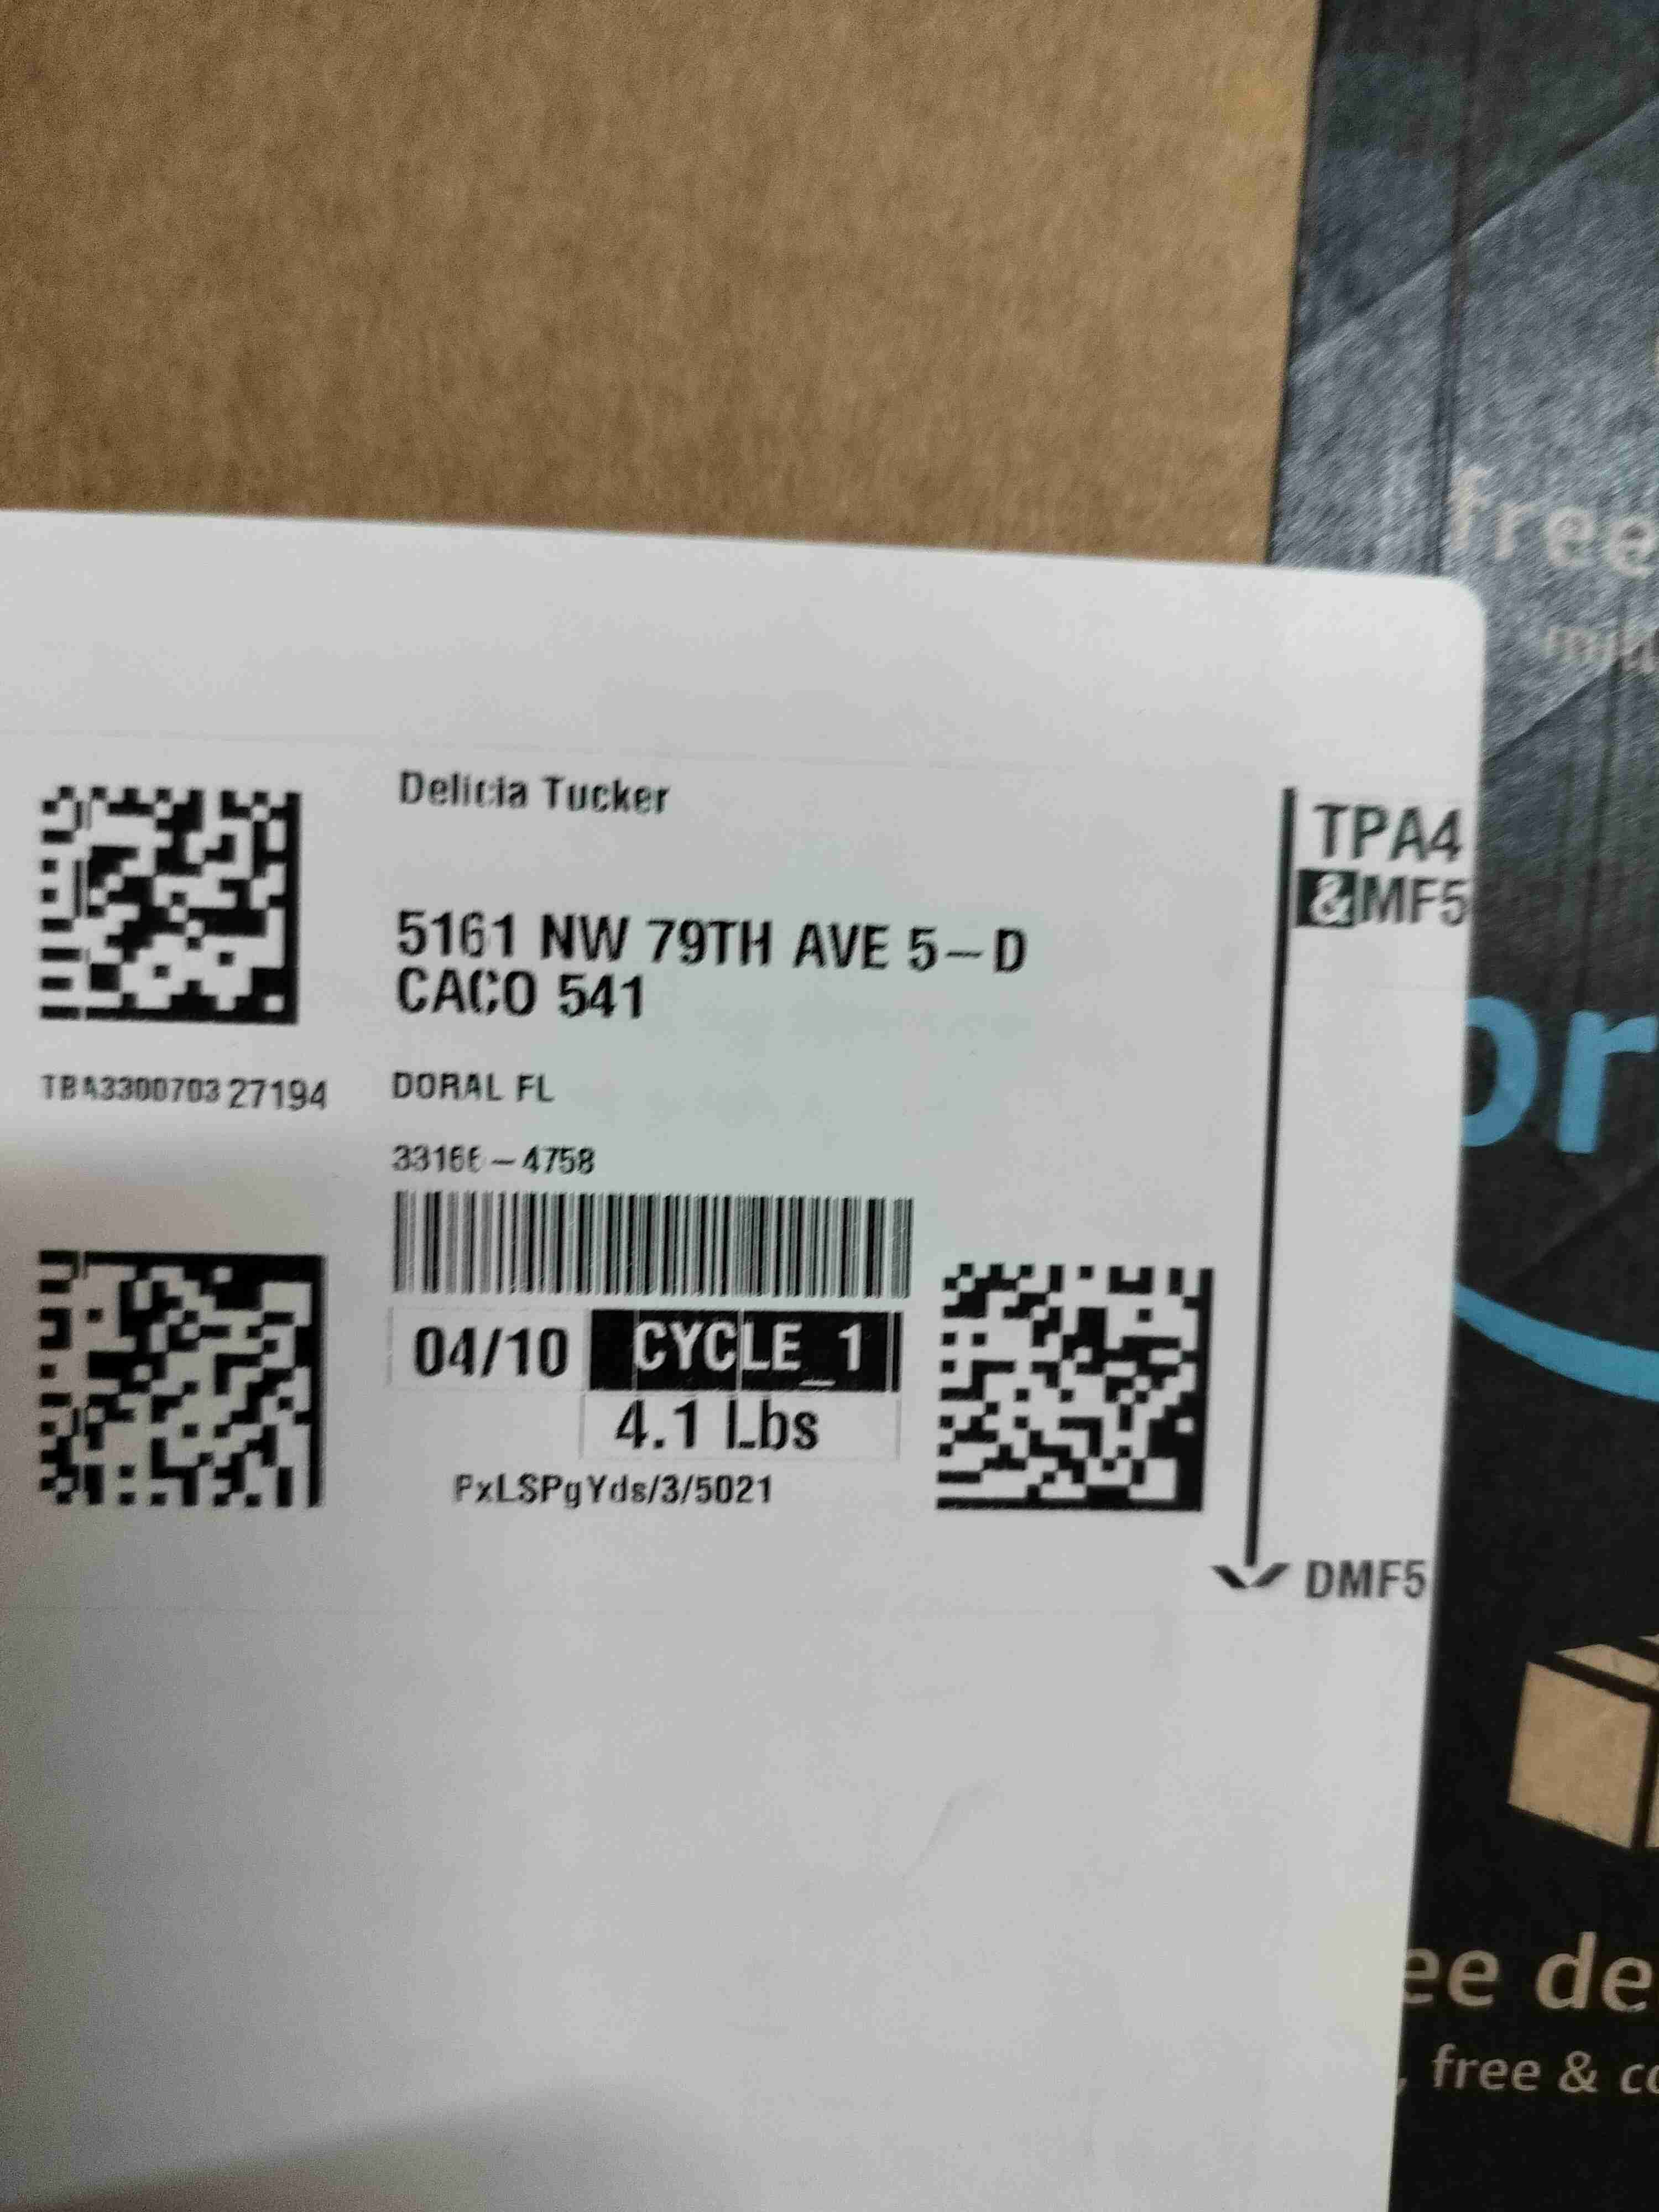 free
Delicia Tucker
TPA4
&MF5
5161 NW 79TH AVE 5-D
CACO 541
TBA330070327194
DORAL FL
33166-4758
04/10 CYCLE_1
4.1 Lbs
PxLSPgYds/3/5021
DMF5
ee de
, free & co